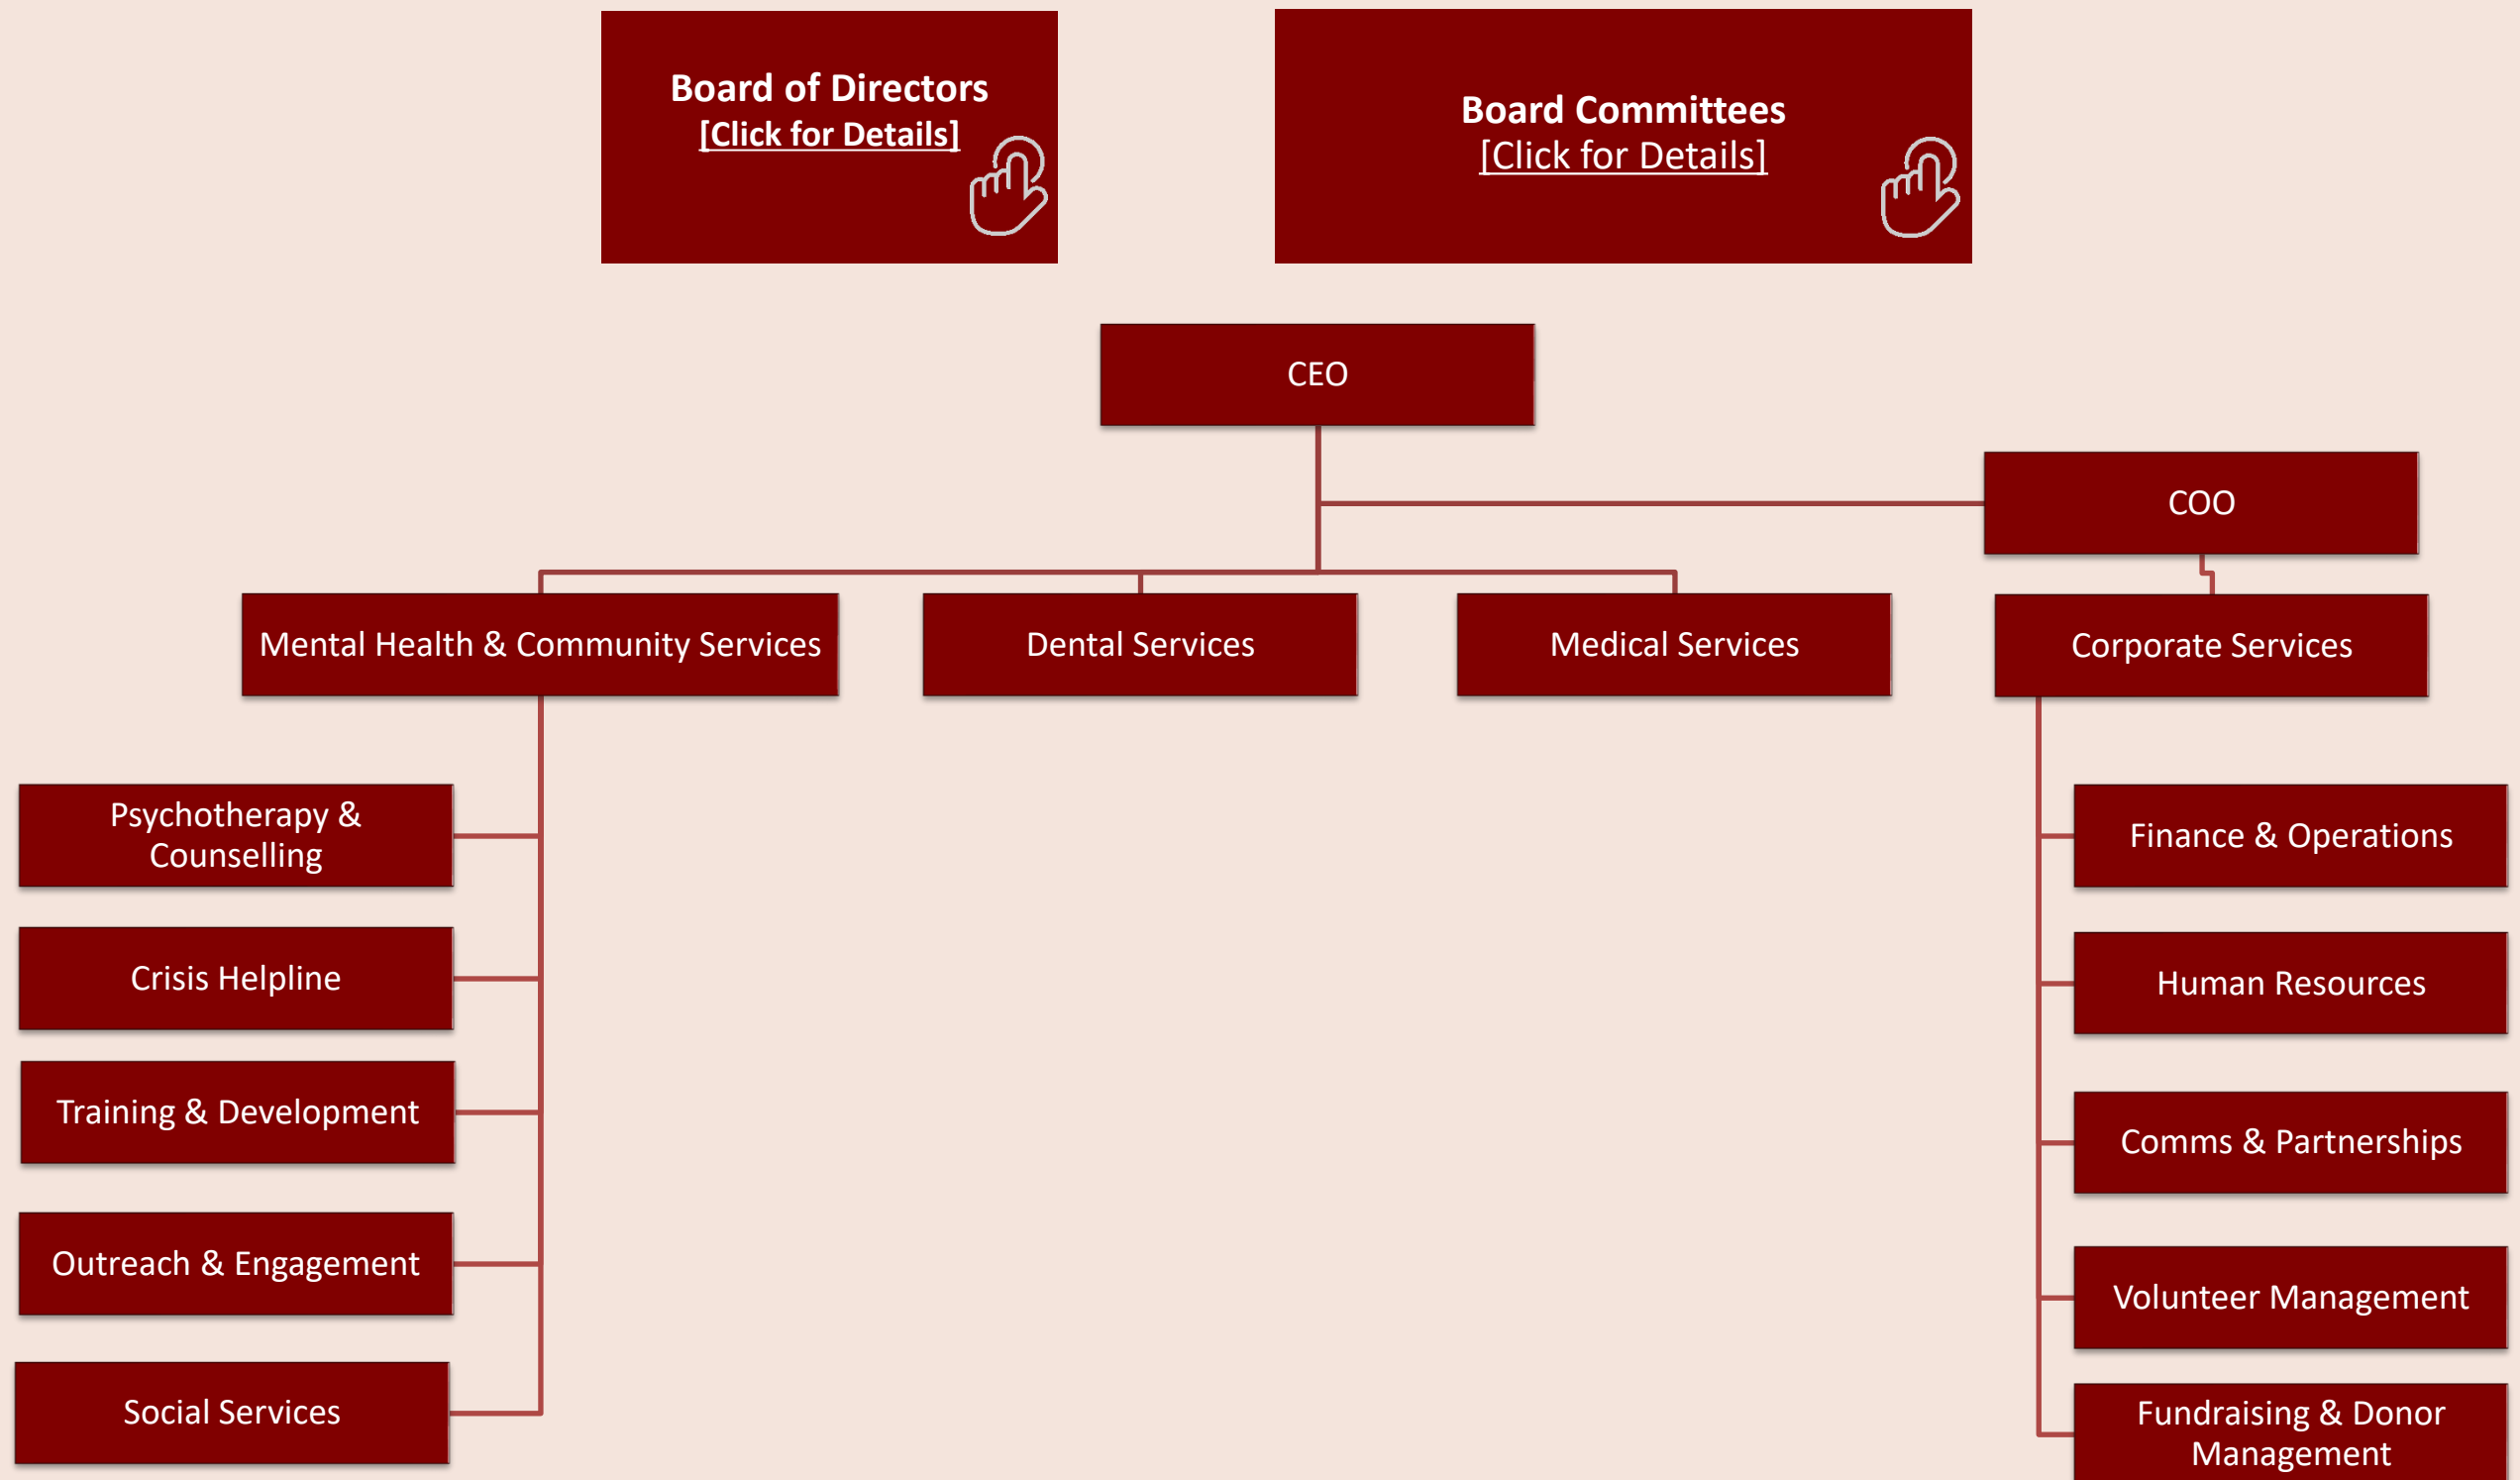 Board of Directors
[Click for Details]
Board Committees
[Click for Details]
CEO
COO
Mental Health & Community Services
Dental Services
Medical Services
Corporate Services
Psychotherapy &
Counselling
Crisis Helpline
Training & Development
Outreach & Engagement
Social Services
Finance & Operations
Human Resources
Comms & Partnerships
Volunteer Management
Fundraising & Donor
Management